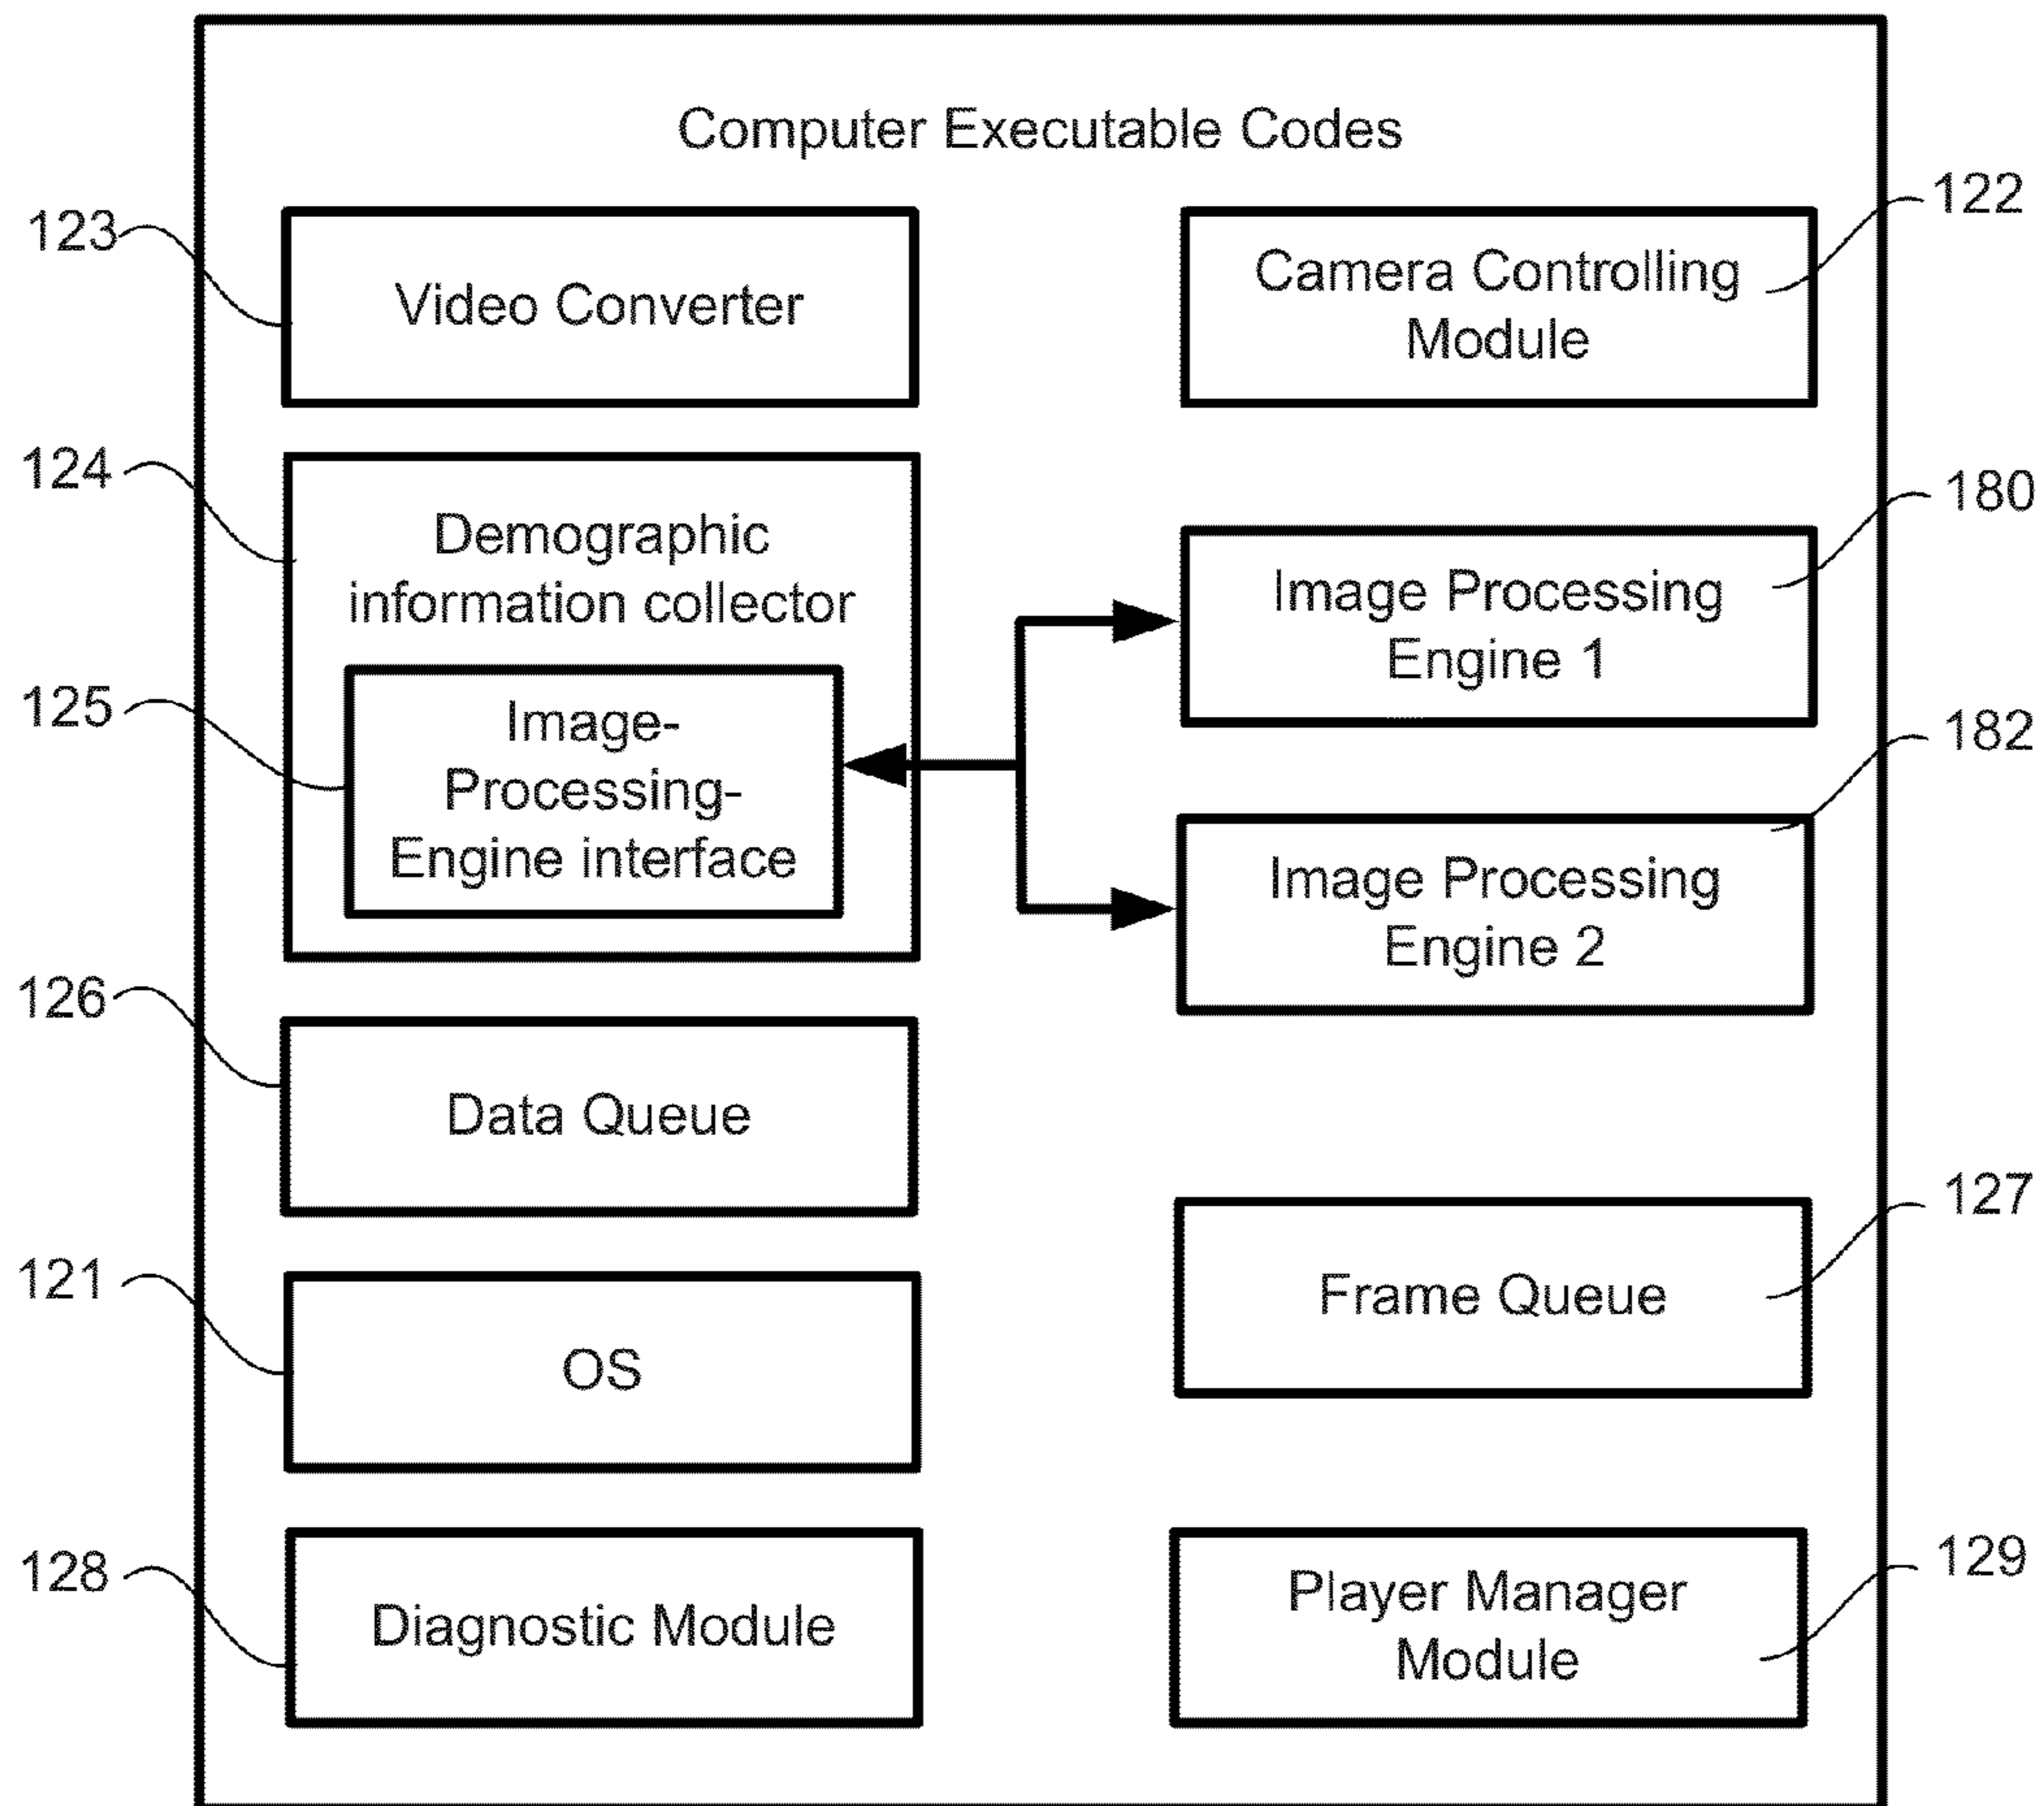 Computer Executable Codes
123
Video Converter
122
Camera Controlling
Module
124
Demographic
information collector
125
Image-
Processing-
Engine interface
180
Image Processing
Engine 1
182
Image Processing
Engine 2
126
Data Queue
127
Frame Queue
121
OS
128
Diagnostic Module
129
Player Manager
Module